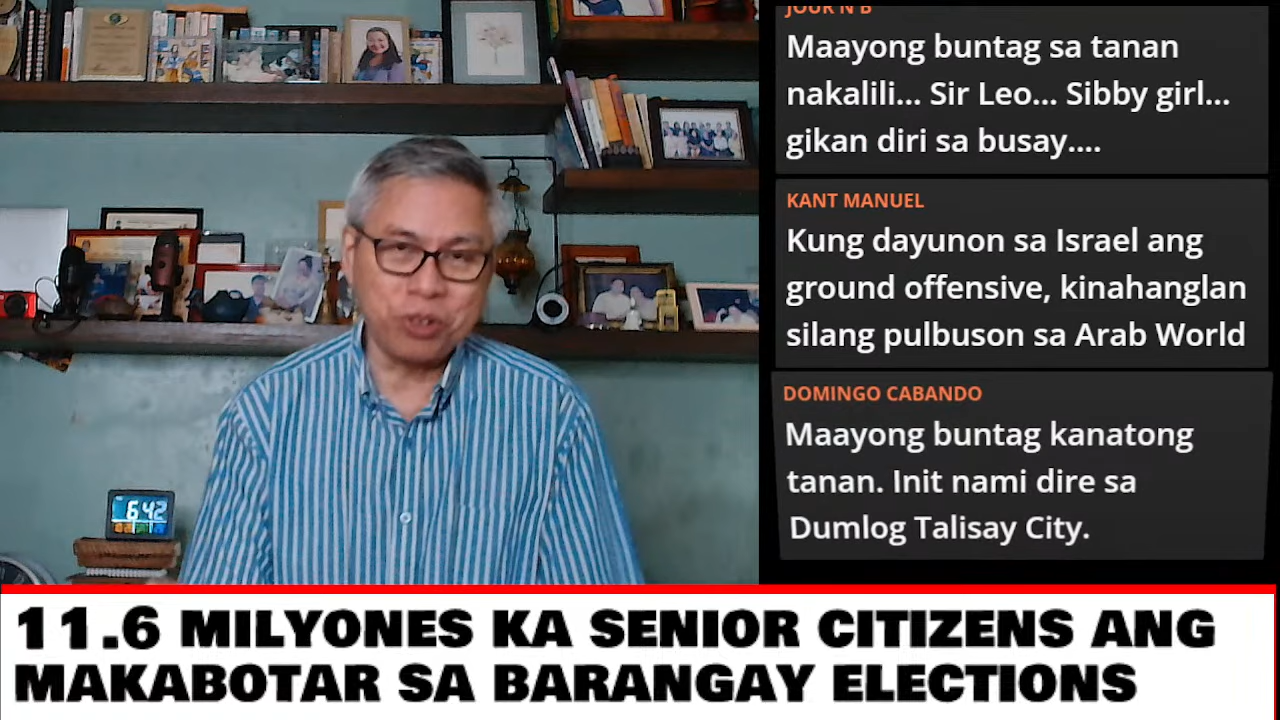 JOUR N B
Maayong buntag sa tanan
nakalili... Sir Leo... Sibby girl...
gikan diri sa busay....
KANT MANUEL
Kung dayunon sa Israel ang
ground offensive, kinahanglan
silang pulbuson sa Arab World
DOMINGO CABANDO
Maayong buntag kanatong
tanan. Init nami dire sa
Dumlog Talisay City.
6:42
11.6 MILYONES KA SENIOR CITIZENS ANG
MAKABOTAR SA BARANGAY ELECTIONS